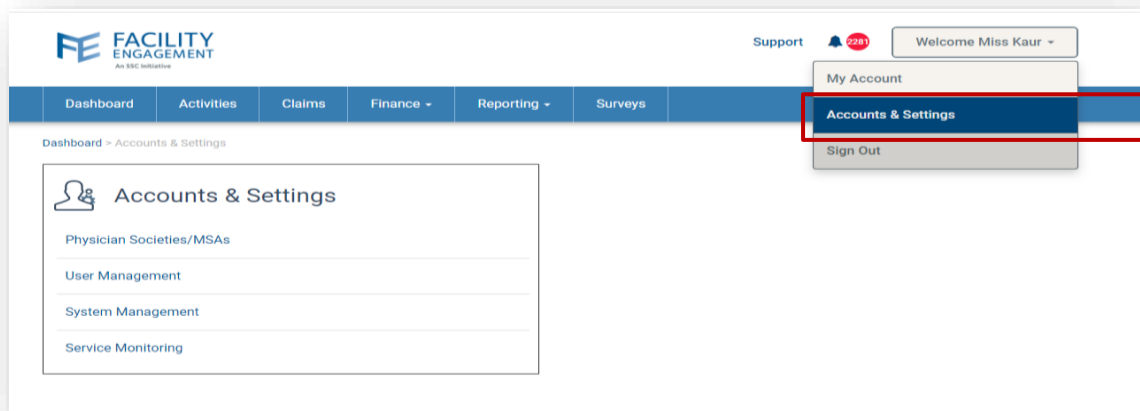 FACILITY
ENGAGEMENT
An SSC Initiative
Support
2281
Welcome Miss Kaur
My Account
Accounts & Settings
Sign Out
Dashboard Activities Claims Finance Reporting Surveys
Dashboard > Accounts & Settings
Accounts & Settings
Physician Societies/MSAs
User Management
System Management
Service Monitoring